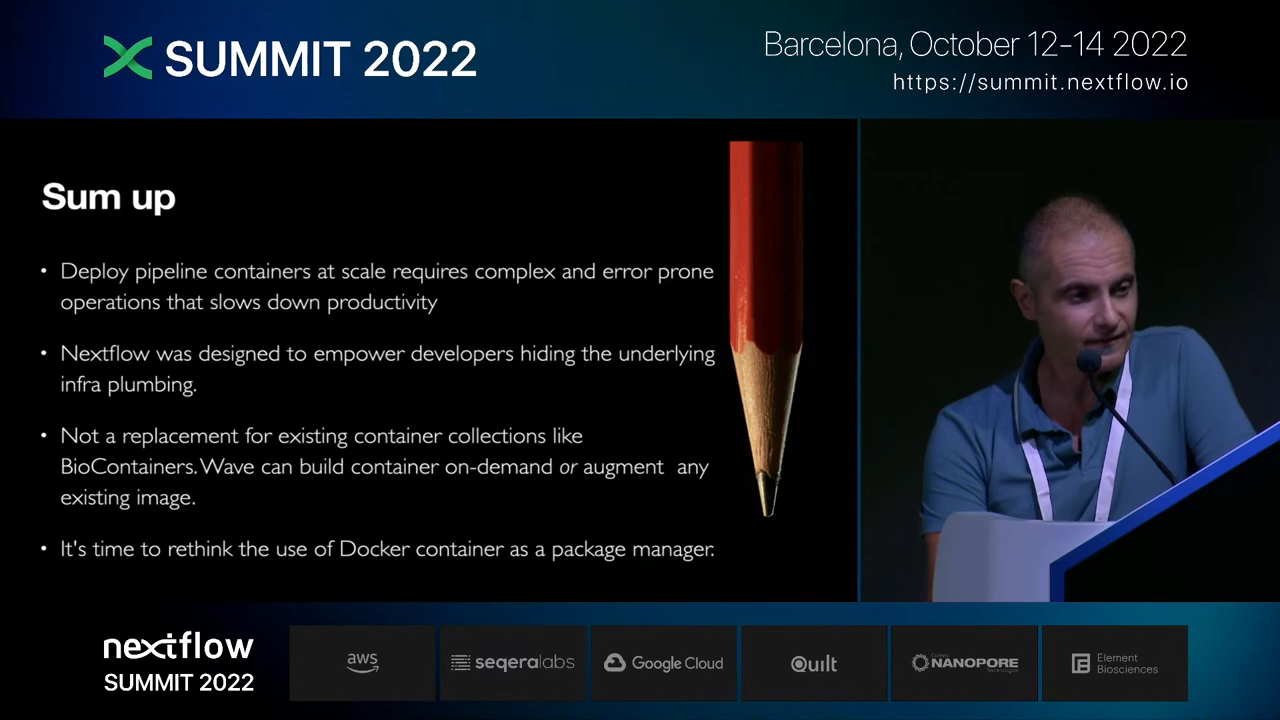 SUMMIT 2022
Barcelona, October 12-14 2022
https://summit.nextflow.io
Sum up
• Deploy pipeline containers at scale requires complex and error prone
operations that slows down productivity
• Nextflow was designed to empower developers hiding the underlying
infra plumbing.
• Not a replacement for existing container collections like
BioContainers. Wave can build container on-demand or augment any
existing image.
• It's time to rethink the use of Docker container as a package manager.
nextflow
SUMMIT 2022
aws
seqeralabs
Google Cloud
Quilt
NANOPORE
Element
Biosciences